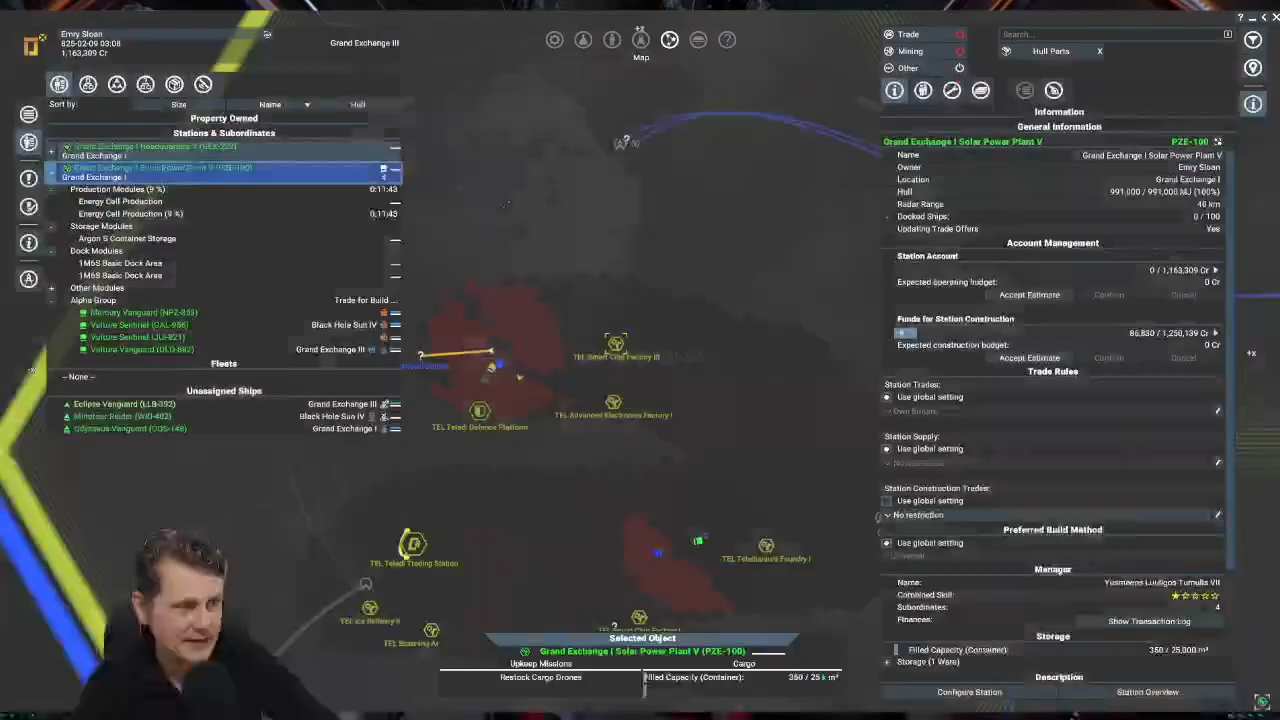 Emry Sloan
825-02-09 03:08
1,163,309 Cr
Grand Exchange III
+2
Map
Sort by:
Size
Name
Hull
Property Owned
Stations & Subordinates
Grand Exchange I
Grand Exchange I
4
Production Modules (9 %)
0:11:43
Energy Cell Production
Energy Cell Production (9 %)
0:11:43
Storage Modules
Argon S Container Storage
Dock Modules
1M6S Basic Dock Area
1M6S Basic Dock Area
Other Modules
Alpha Group
Trade for Build ...
Mercury Vanguard (NPZ-853)
Vulture Sentinel (GAL-956)
Black Hole Sun IV
Vulture Sentinel (JUI-821)
Vulture Vanguard (OLD-882)
Grand Exchange III
Fleets
-- None --
Unassigned Ships
Eclipse Vanguard (LLB-192)
Grand Exchange III
Minotaur Raider (WXI-402)
Black Hole Sun IV
Odysseus Vanguard (ODS-148)
Grand Exchange I
TEL Smart Chip Factory III
TEL Advanced Electronics Factory I
TEL Teladi Defence Platform
TEL Teladi Trading Station
TEL Teladianium Foundry I
TEL Ice Refinery II
Selected Object
Grand Exchange I Solar Power Plant V (PZE-100)
Upkeep Missions
Cargo
Restock Cargo Drones
Filled Capacity (Container):
350 / 25 k m³
Trade
Mining
Other
Search...
Hull Parts
X
Information
General Information
Grand Exchange I Solar Power Plant V
PZE-100
Name
Grand Exchange I Solar Power Plant V
Owner
Emry Sloan
Location
Grand Exchange I
Hull
991,000 / 991,000 MJ (100%)
Radar Range
40 km
Docked Ships:
0 / 100
Updating Trade Offers
Yes
Account Management
Station Account
0 / 1,163,309 Cr
Expected operating budget:
0 Cr
Accept Estimate
Confirm
Cancel
Funds for Station Construction
86,830 / 1,250,139 Cr
Expected construction budget:
0 Cr
Accept Estimate
Confirm
Cancel
Trade Rules
Station Trades:
Use global setting
Station Supply:
Use global setting
No restriction
Station Construction Trades:
Use global setting
No restriction
Preferred Build Method
Use global setting
Manager
Name:
Combined Skill:
Subordinates:
4
Finances:
Show Transaction Log
Storage
Filled Capacity (Container)
350 / 25,000 m³
Storage (1 Ware)
Description
Configure Station
Station Overview